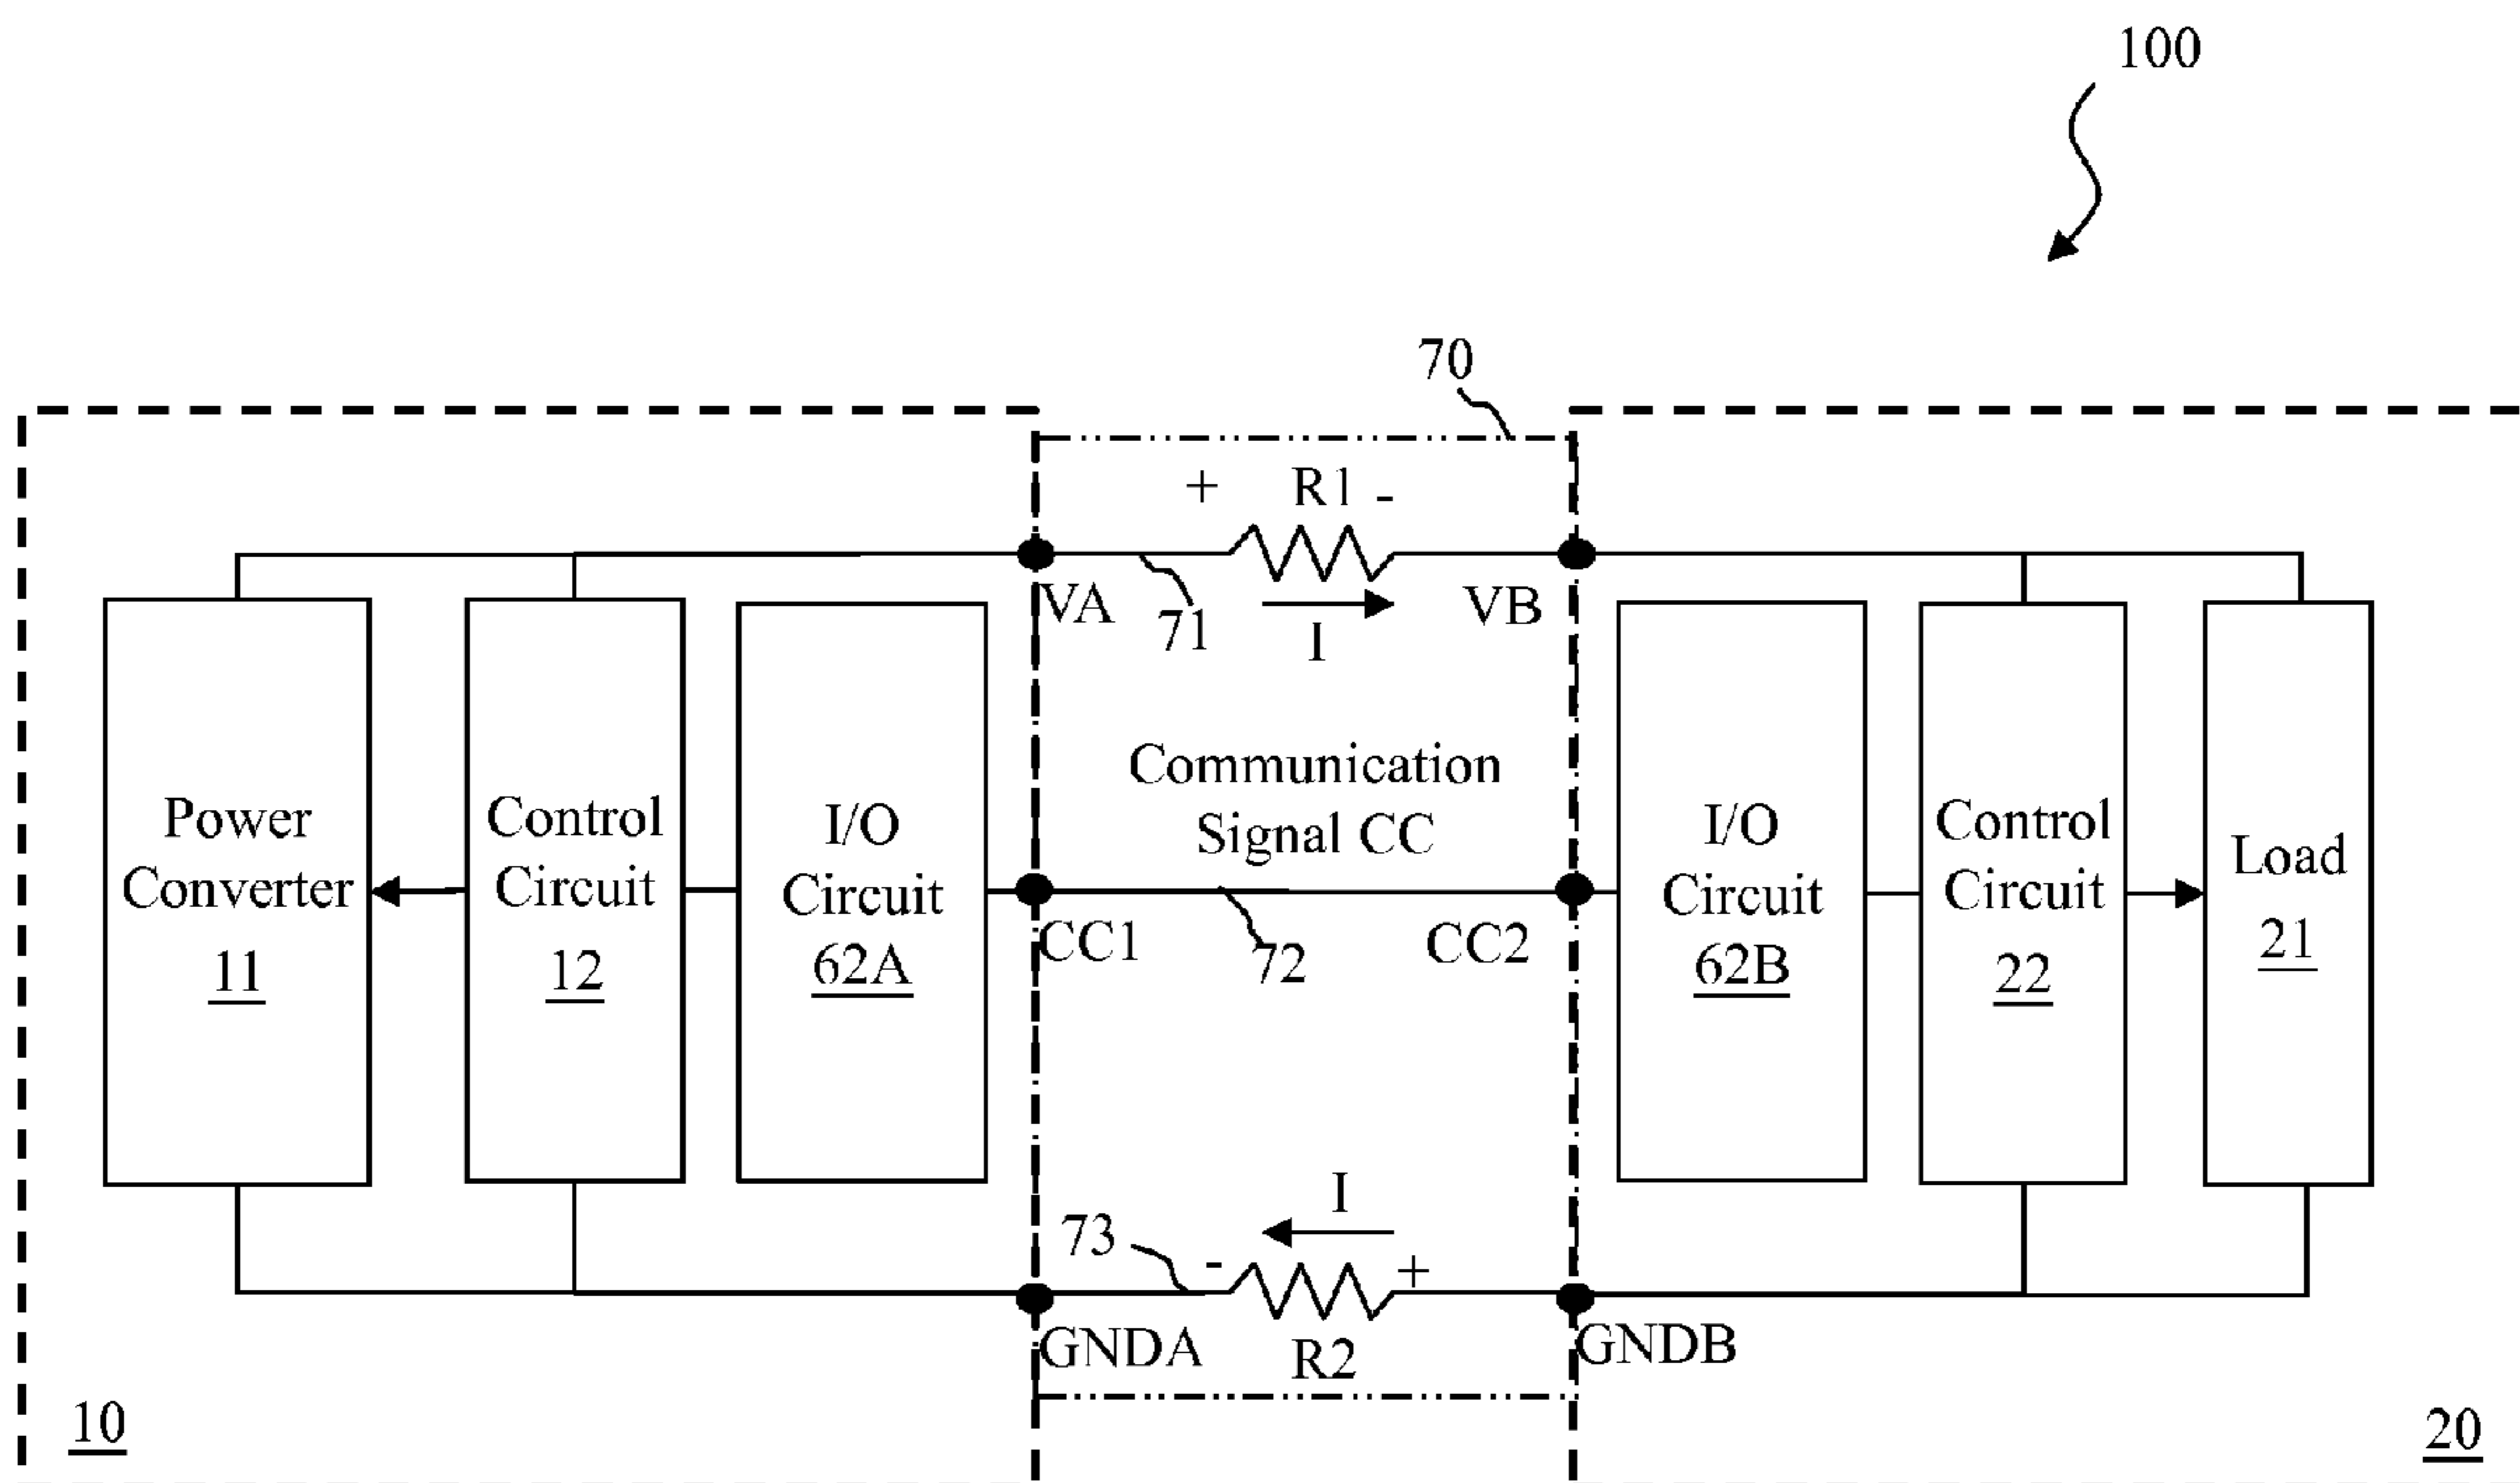 100
70
+ R1 -
VA
71
I
VB
Communication
Signal CC
Power
Converter
11
Control
Circuit
12
I/O
Circuit
62A
CC1
72
CC2
I/O
Circuit
62B
Control
Circuit
22
Load
21
I
73
- +
GNDA
R2
GNDB
10
20